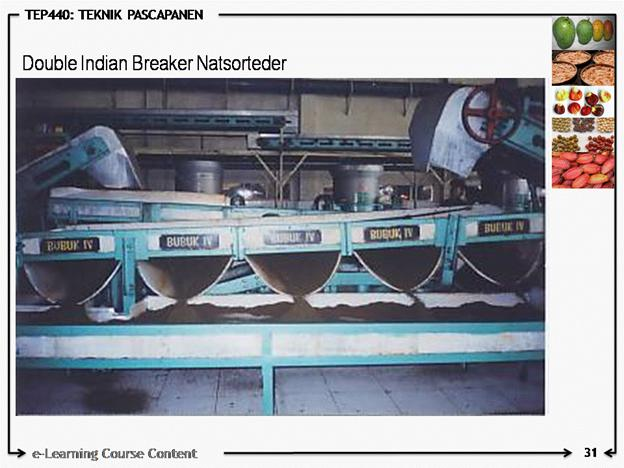 TEP440: TEKNIK PASCAPANEN
Double Indian Breaker Natsorteder
BUBUK IV
BUBUK IV
BUBUK IV
BUBUK IV
BUBUK IV
e-Learning Course Content
31